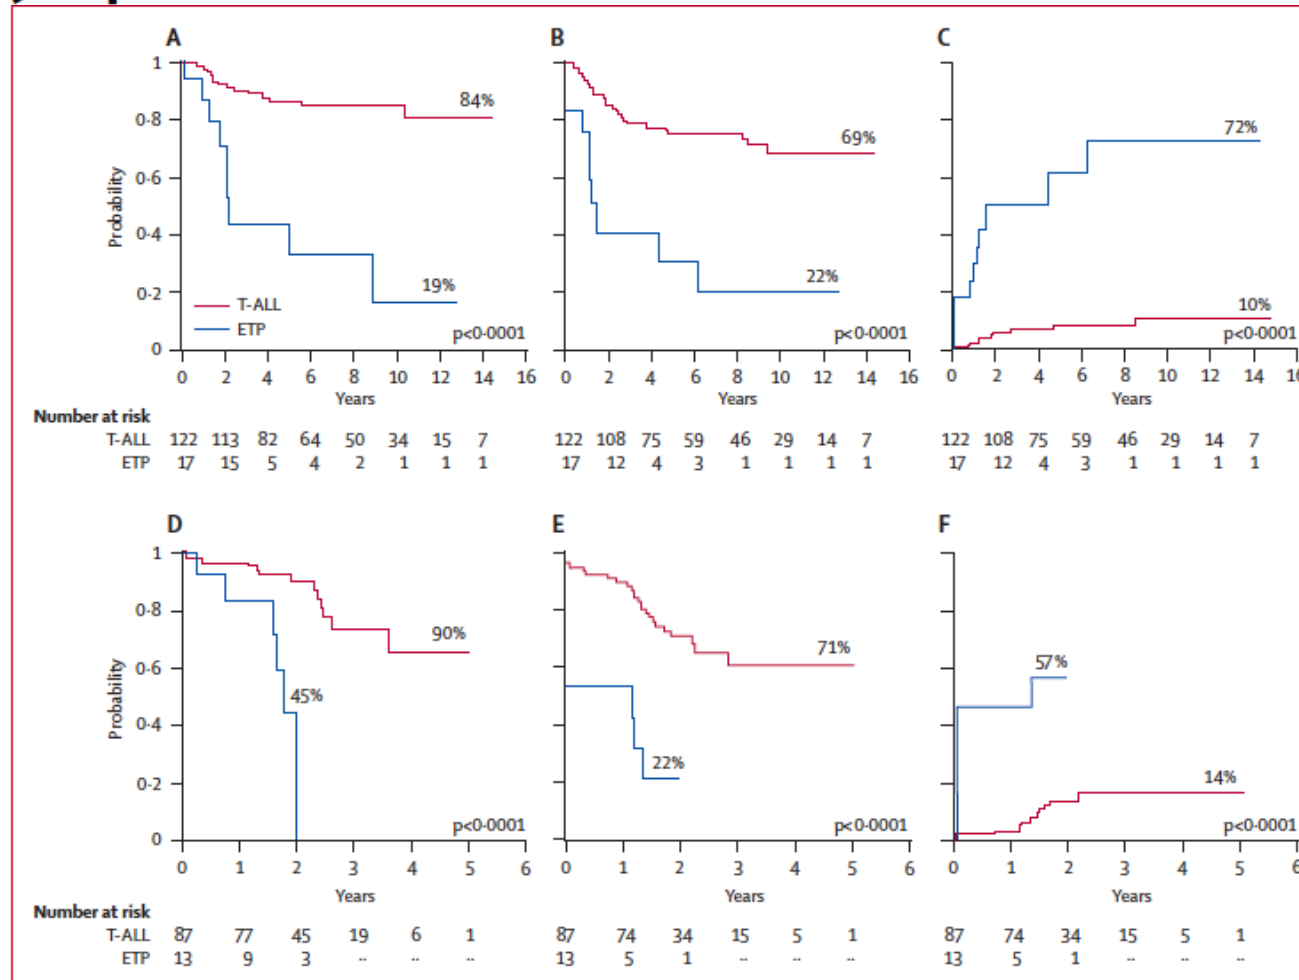 A B C
1
0·8
0·6
0·4
0·2
0
Probability
84%
19%
T-ALL
ETP
p<0·0001
0 2 4 6 8 10 12 14 16
Years
69%
22%
p<0·0001
0 2 4 6 8 10 12 14 16
Years
72%
10%
p<0·0001
0 2 4 6 8 10 12 14
Years
Number at risk
T-ALL 122 113 82 64 50 34 15 7 122 108 75 59 46 29 14 7 122 108 75 59 46 29 14 7
ETP 17 15 5 4 2 1 1 1 17 12 4 3 1 1 1 1 17 12 4 3 1 1 1 1
D E F
1
0·8
0·6
0·4
0·2
0
Probability
90%
45%
p<0·0001
0 1 2 3 4 5 6
Years
71%
22%
p<0·0001
0 1 2 3 4 5 6
Years
57%
14%
p<0·0001
0 1 2 3 4 5 6
Years
Number at risk
T-ALL 87 77 45 19 6 1 87 74 34 15 5 1 87 74 34 15 5 1
ETP 13 9 3 ·· ·· ·· 13 5 1 ·· ·· ·· 13 5 1 ·· ·· ··